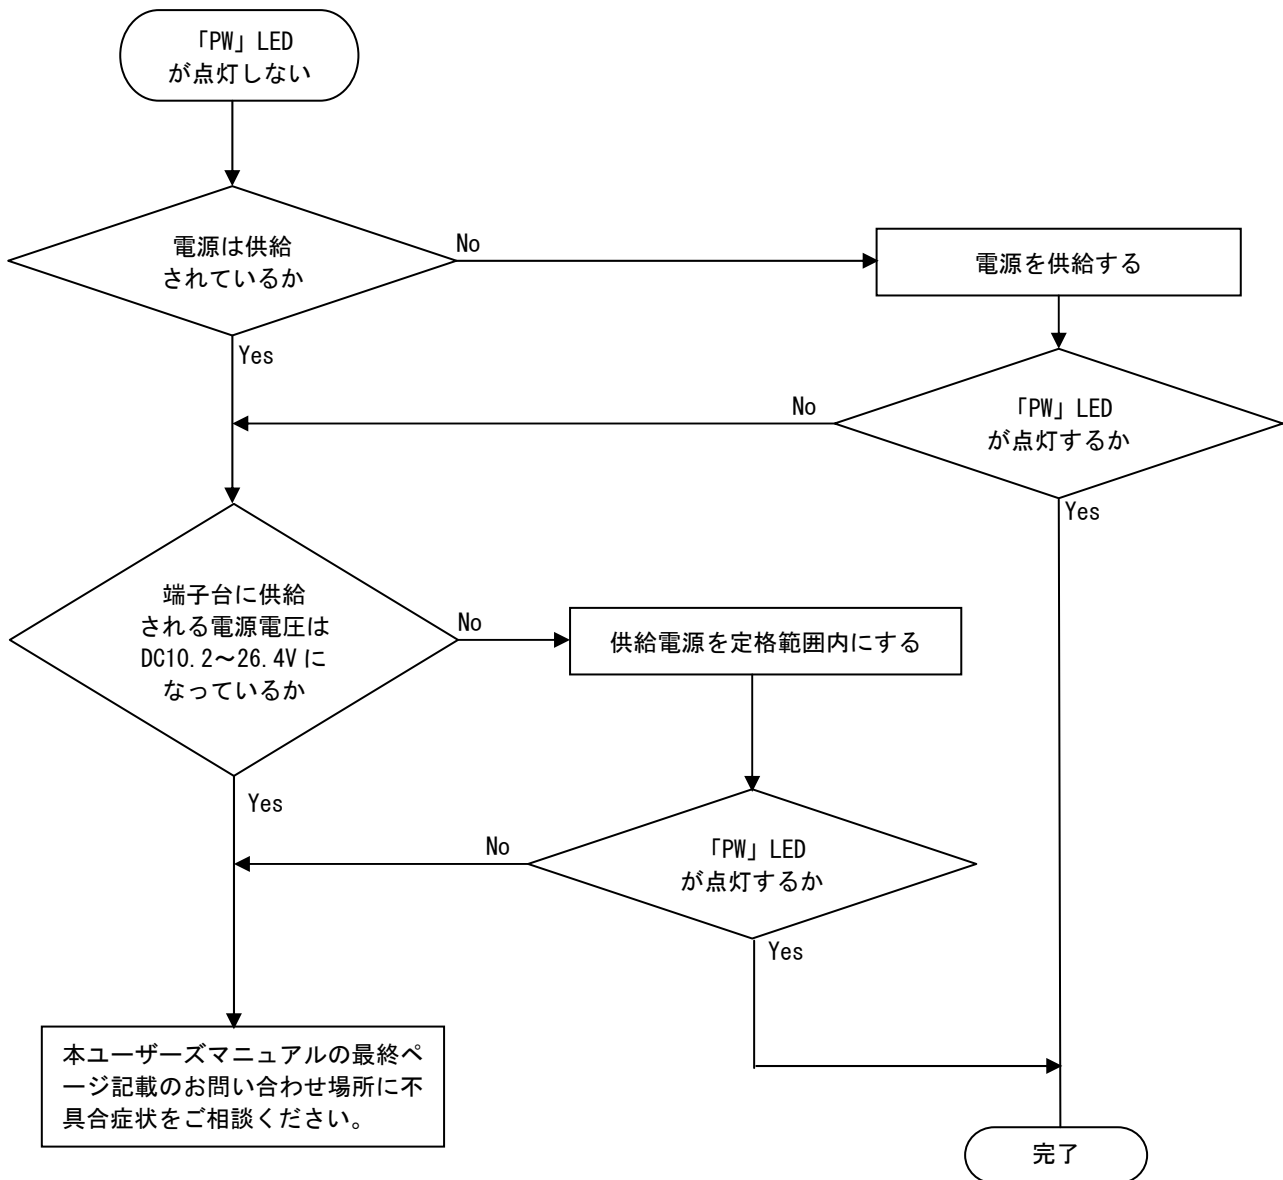 「PW」LED
が点灯しない
電源は供給
されているか
No
電源を供給する
Yes
No
「PW」LED
が点灯するか
Yes
端子台に供給
される電源電圧は
DC10.2～26.4V に
なっているか
No
供給電源を定格範囲内にする
Yes
No
「PW」LED
が点灯するか
Yes
本ユーザーズマニュアルの最終ペ
ージ記載のお問い合わせ場所に不
具合症状をご相談ください。
完了